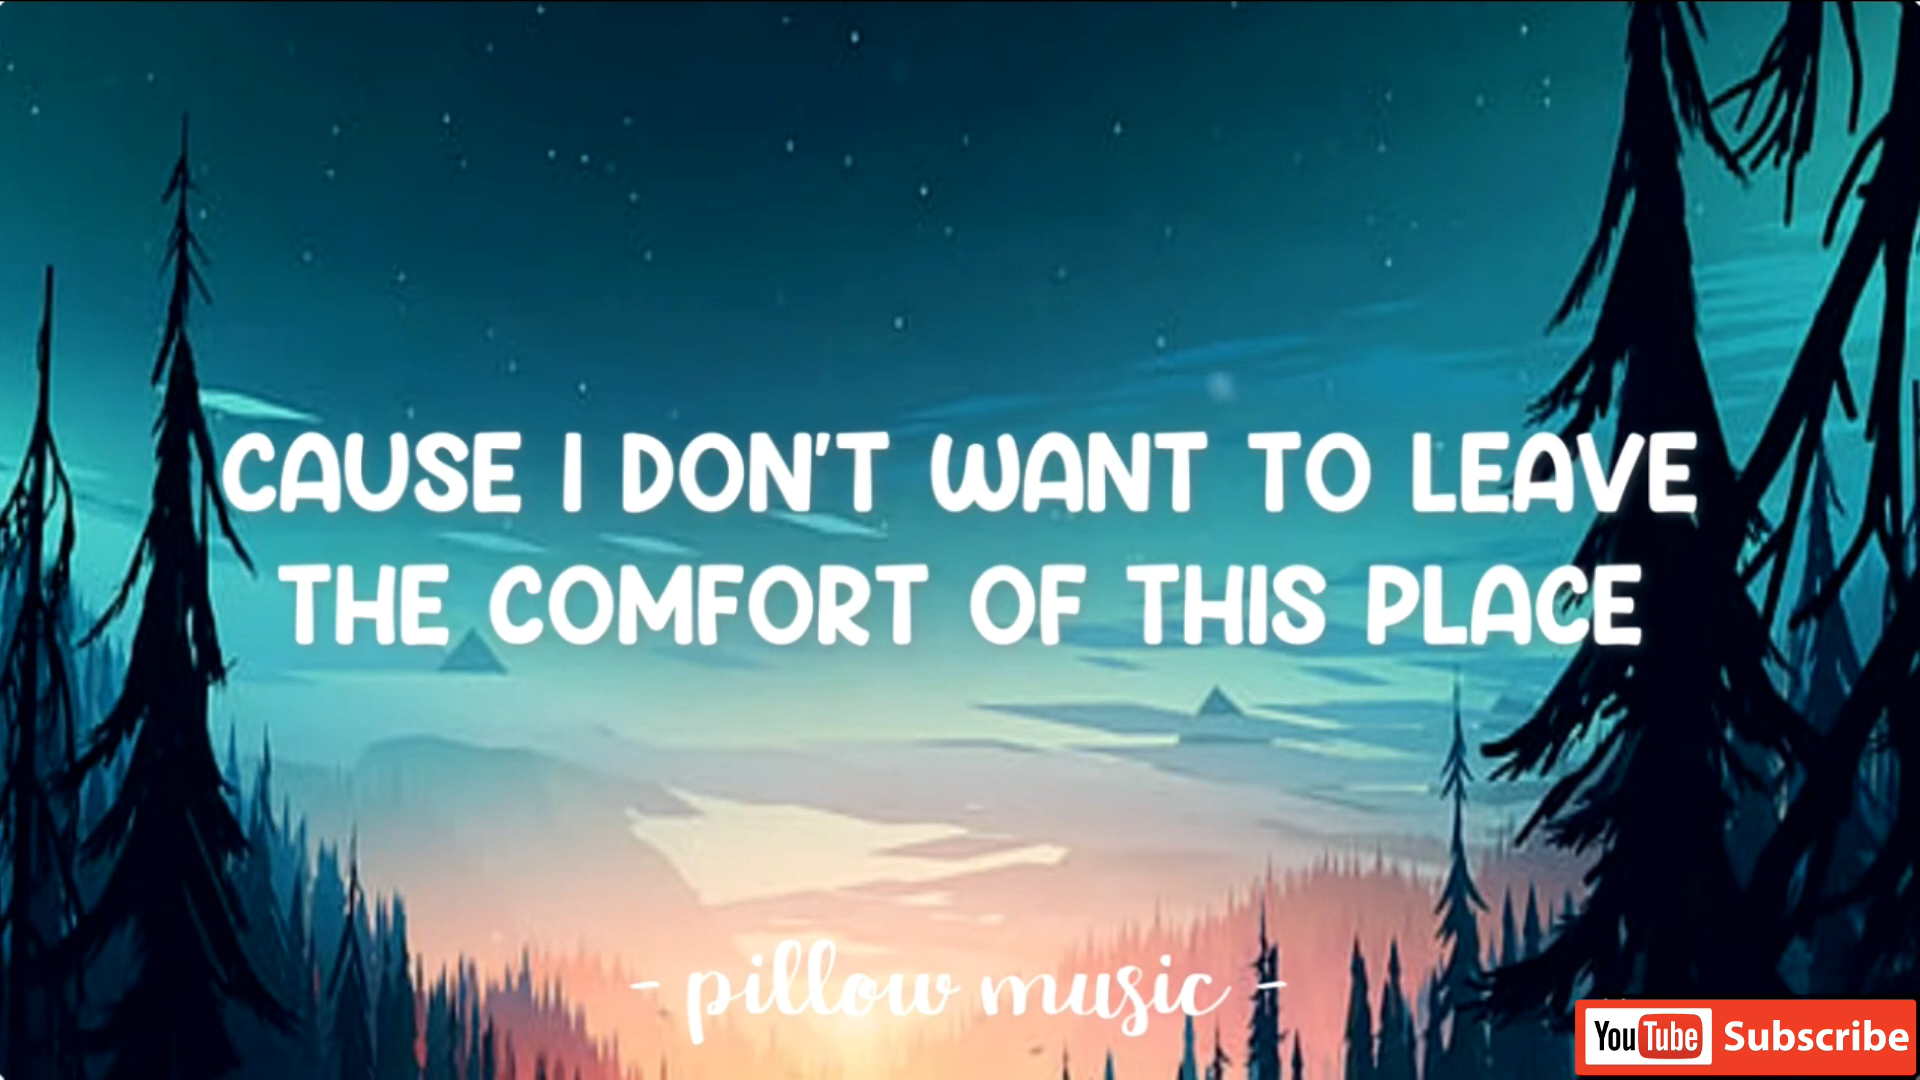 CAUSE I DON'T WANT TO LEAVE
THE COMFORT OF THIS PLACE
- pillow music -
YouTube Subscribe